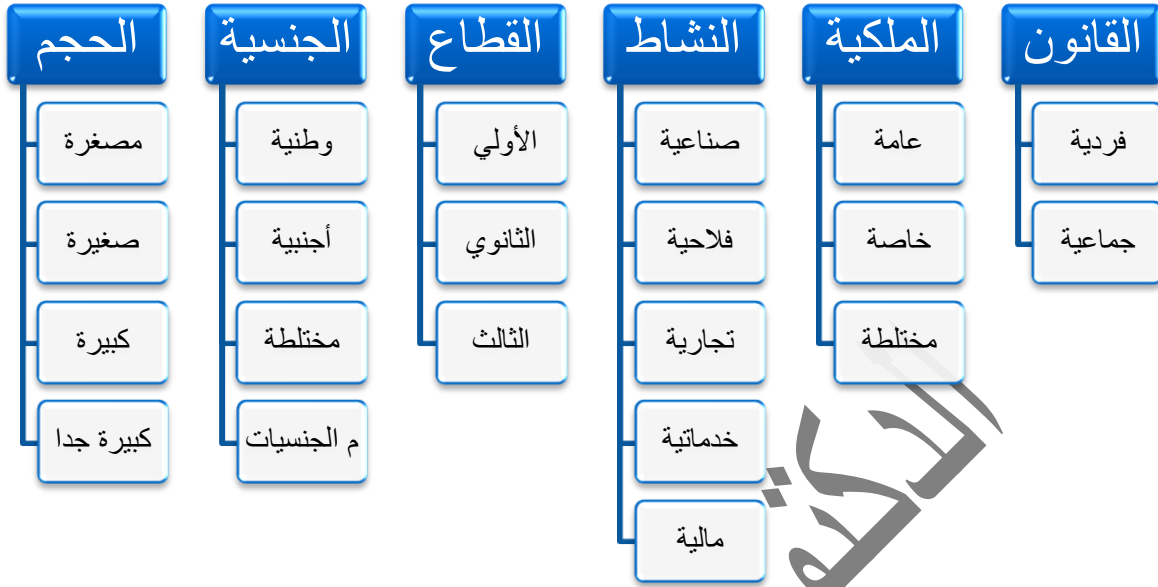 القانون
فردية
جماعية
الملكية
عامة
خاصة
مختلطة
النشاط
صناعية
فلاحية
تجارية
خدماتية
مالية
القطاع
الأولي
الثانوي
الثالث
الجنسية
وطنية
أجنبية
مختلطة
م الجنسيات
الحجم
مصغرة
صغيرة
كبيرة
كبيرة جدا